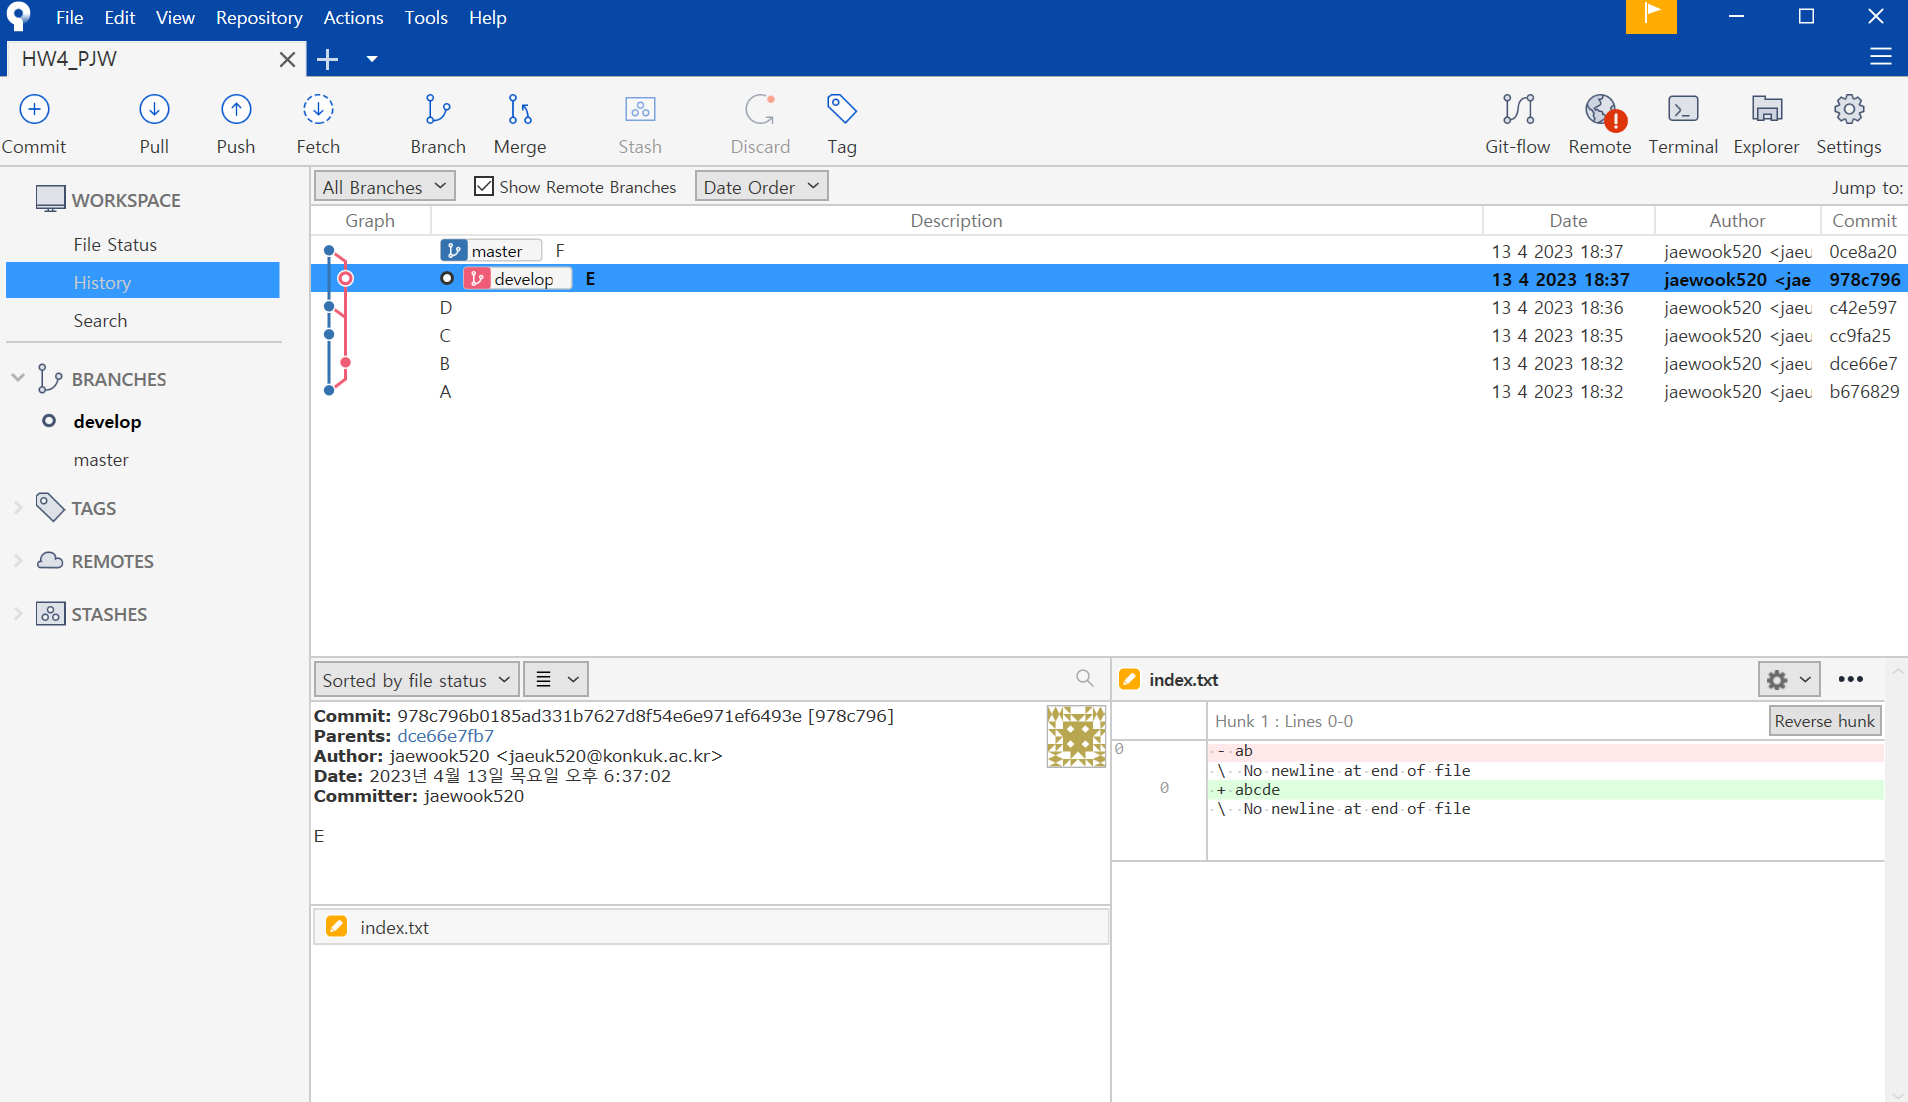 File Edit View Repository Actions Tools Help
HW4_PJW
Commit Pull Push Fetch Branch Merge Stash Discard Tag Git-flow Remote Terminal Explorer Settings
WORKSPACE
File Status
History
Search
BRANCHES
develop
master
TAGS
REMOTES
STASHES
All Branches Show Remote Branches Date Order Jump to:
Graph Description Date Author Commit
master F 13 4 2023 18:37 jaewook520 <jaeu 0ce8a20
develop E 13 4 2023 18:37 jaewook520 <jae 978c796
D 13 4 2023 18:36 jaewook520 <jaeu c42e597
C 13 4 2023 18:35 jaewook520 <jaeu cc9fa25
B 13 4 2023 18:32 jaewook520 <jaeu dce66e7
A 13 4 2023 18:32 jaewook520 <jaeu b676829
Sorted by file status
Commit: 978c796b0185ad331b7627d8f54e6e971ef6493e [978c796]
Parents: dce66e7fb7
Author: jaewook520 <jaeuk520@konkuk.ac.kr>
Date: 2023년 4월 13일 목요일 오후 6:37:02
Committer: jaewook520
E
index.txt
index.txt
Hunk 1 : Lines 0-0 Reverse hunk
0 - ab
\ No newline at end of file
0 + abcde
\ No newline at end of file